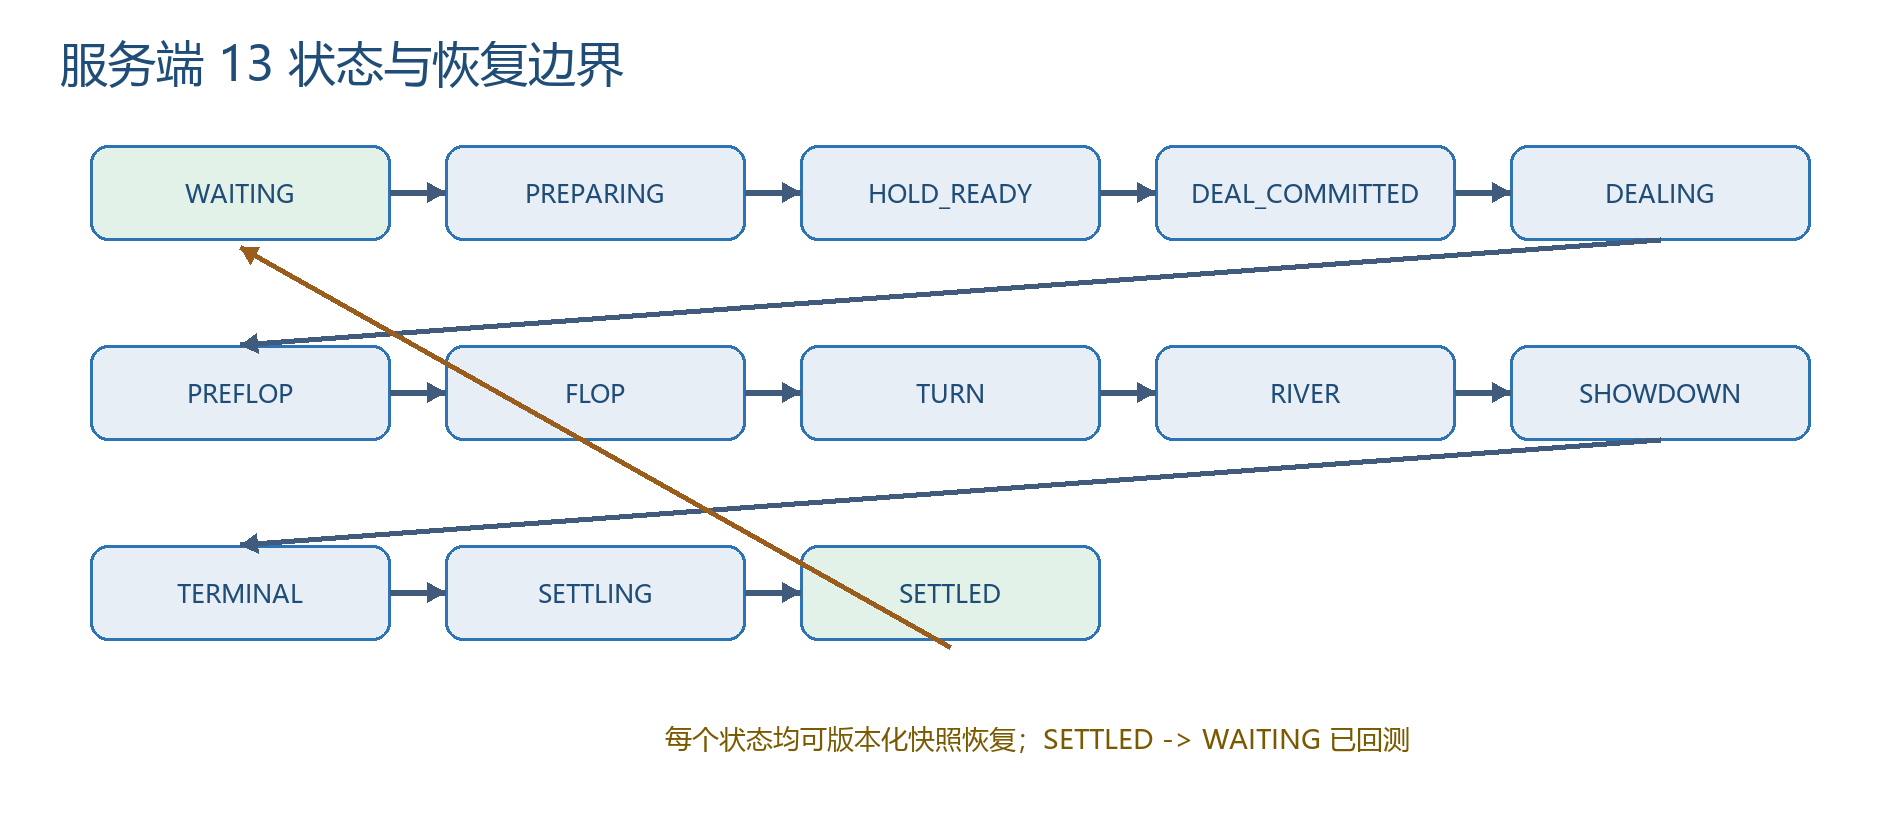 服务端 13 状态与恢复边界
WAITING
PREPARING
HOLD_READY
DEAL_COMMITTED
DEALING
PREFLOP
FLOP
TURN
RIVER
SHOWDOWN
TERMINAL
SETTLING
SETTLED
每个状态均可版本化快照恢复；SETTLED -> WAITING 已回测